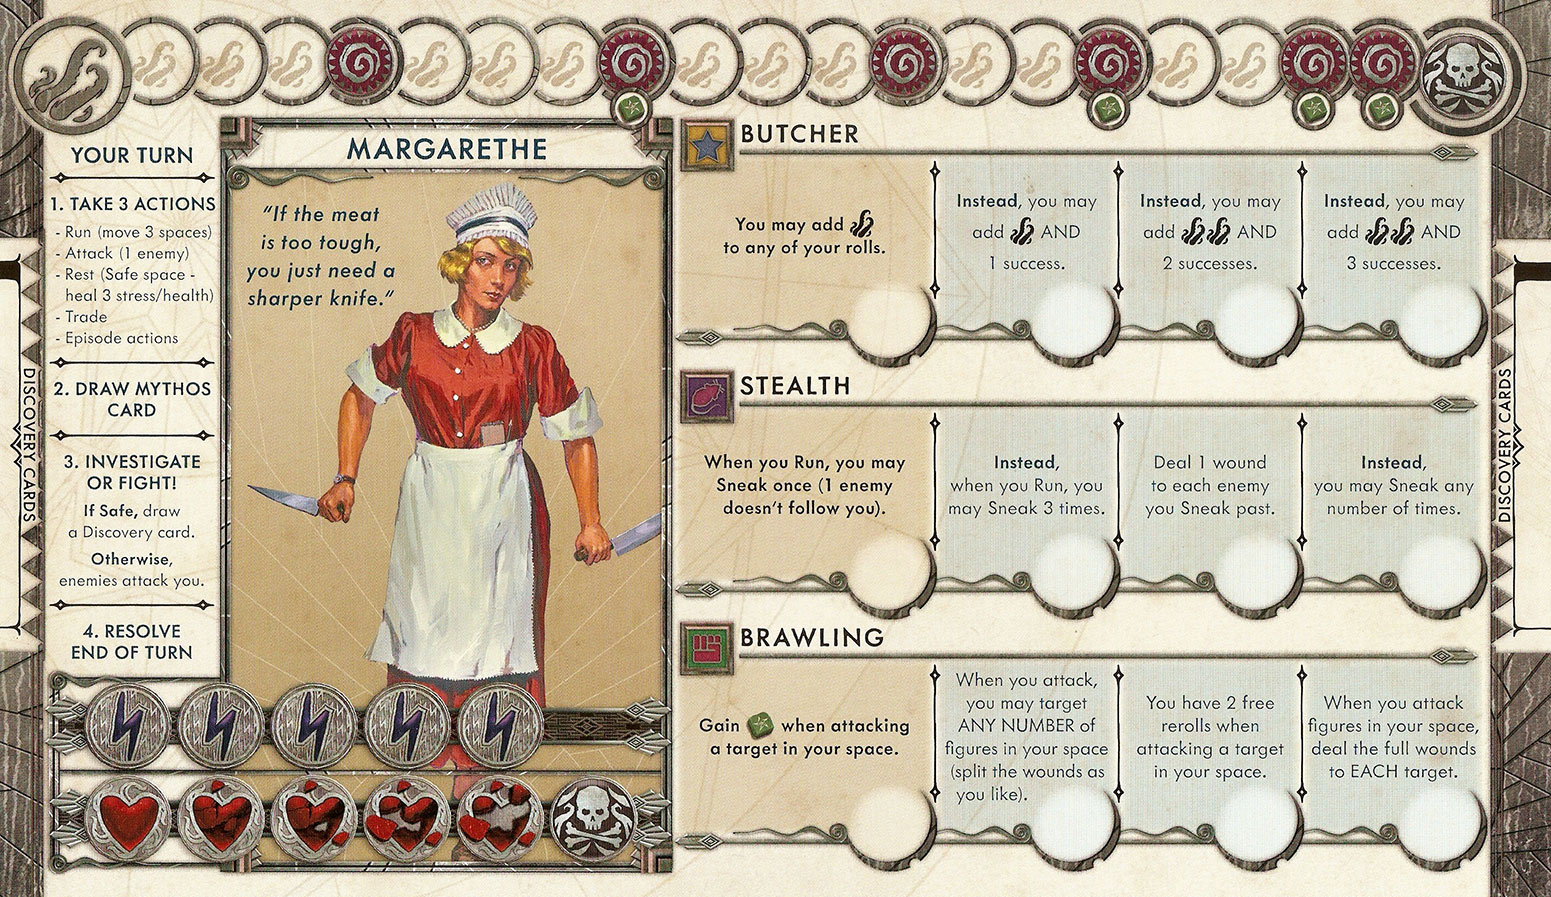 YOUR TURN
1. TAKE 3 ACTIONS
- Run (move 3 spaces)
- Attack (1 enemy)
- Rest (Safe space -
heal 3 stress/health)
- Trade
- Episode actions
2. DRAW MYTHOS
CARD
3. INVESTIGATE
OR FIGHT!
If Safe, draw
a Discovery card.
Otherwise,
enemies attack you.
4. RESOLVE
END OF TURN
DISCOVERY CARDS
MARGARETHE
“If the meat
is too tough,
you just need a
sharper knife.”
BUTCHER
You may add
to any of your rolls.
Instead, you may
add AND
1 success.
Instead, you may
add AND
2 successes.
Instead, you may
add AND
3 successes.
STEALTH
When you Run, you may
Sneak once (1 enemy
doesn't follow you).
Instead,
when you Run, you
may Sneak 3 times.
Deal 1 wound
to each enemy
you Sneak past.
Instead,
you may Sneak any
number of times.
BRAWLING
Gain when attacking
a target in your space.
When you attack,
you may target
ANY NUMBER of
figures in your space
(split the wounds as
you like).
You have 2 free
rerolls when
attacking a target
in your space.
When you attack
figures in your space,
deal the full wounds
to EACH target.
DISCOVERY CARDS